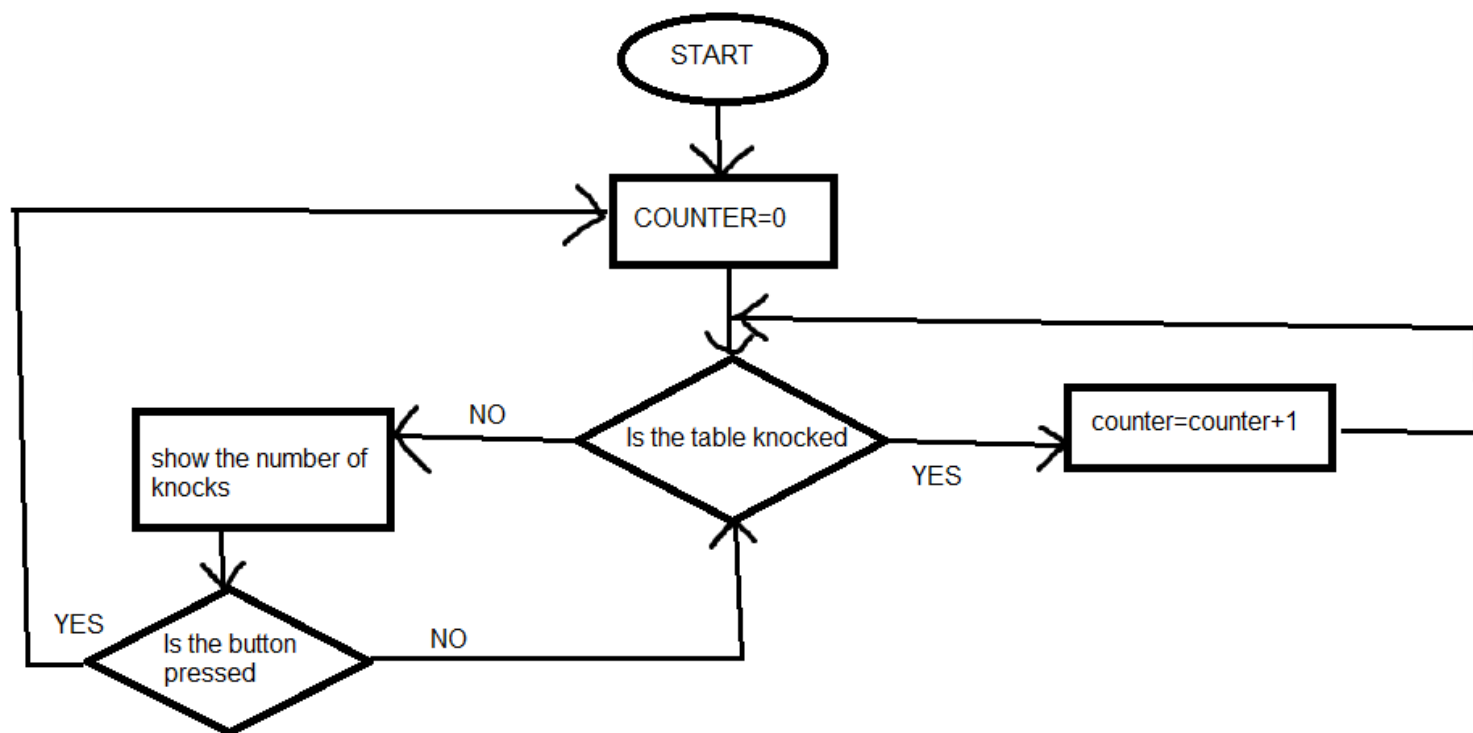 START
COUNTER=0
NO
Is the table knocked
counter=counter+1
YES
show the number of
knocks
YES
NO
Is the button
pressed